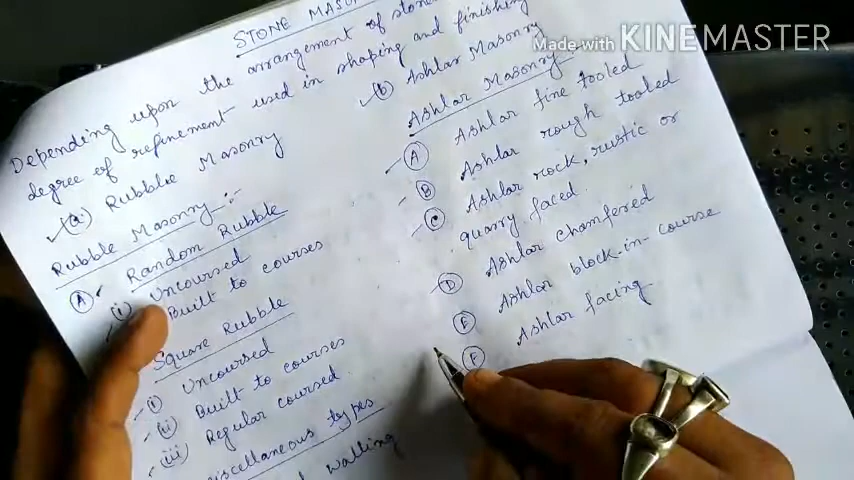 STONE MASON
Depending upon the arrangement of stone
degree of refinement used in shaping and finishing
(a) Rubble Masonry
(b) Ashlar Masonry
Rubble Masonry :-
(A) Random Rubble
(i) Uncoursed
Built to courses
Square Rubble
(i) Uncoursed
(ii) Built to courses
(iii) Regular coursed
Miscellaneous types
walling
Ashlar Masonry
(A) Ashlar fine tooled
(B) Ashlar rough tooled
(C) Ashlar rock, rustic or
quarry faced
(D) Ashlar chamfered
(E) Ashlar block-in-course
(F) Ashlar facing
Made with KINEMASTER